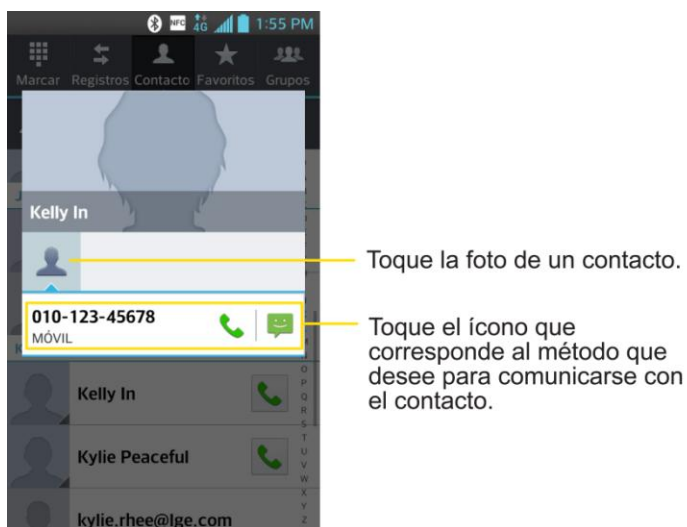 NFC 4G 1:55 PM
Marcar Registros Contacto Favoritos Grupos
J
Kelly In
Toque la foto de un contacto.
010-123-45678
MÓVIL
Toque el ícono que
corresponde al método que
desee para comunicarse con
el contacto.
K
Kelly In
Kylie Peaceful
kylie.rhee@lge.com
O
P
Q
R
S
T
U
V
W
X
Y
Z